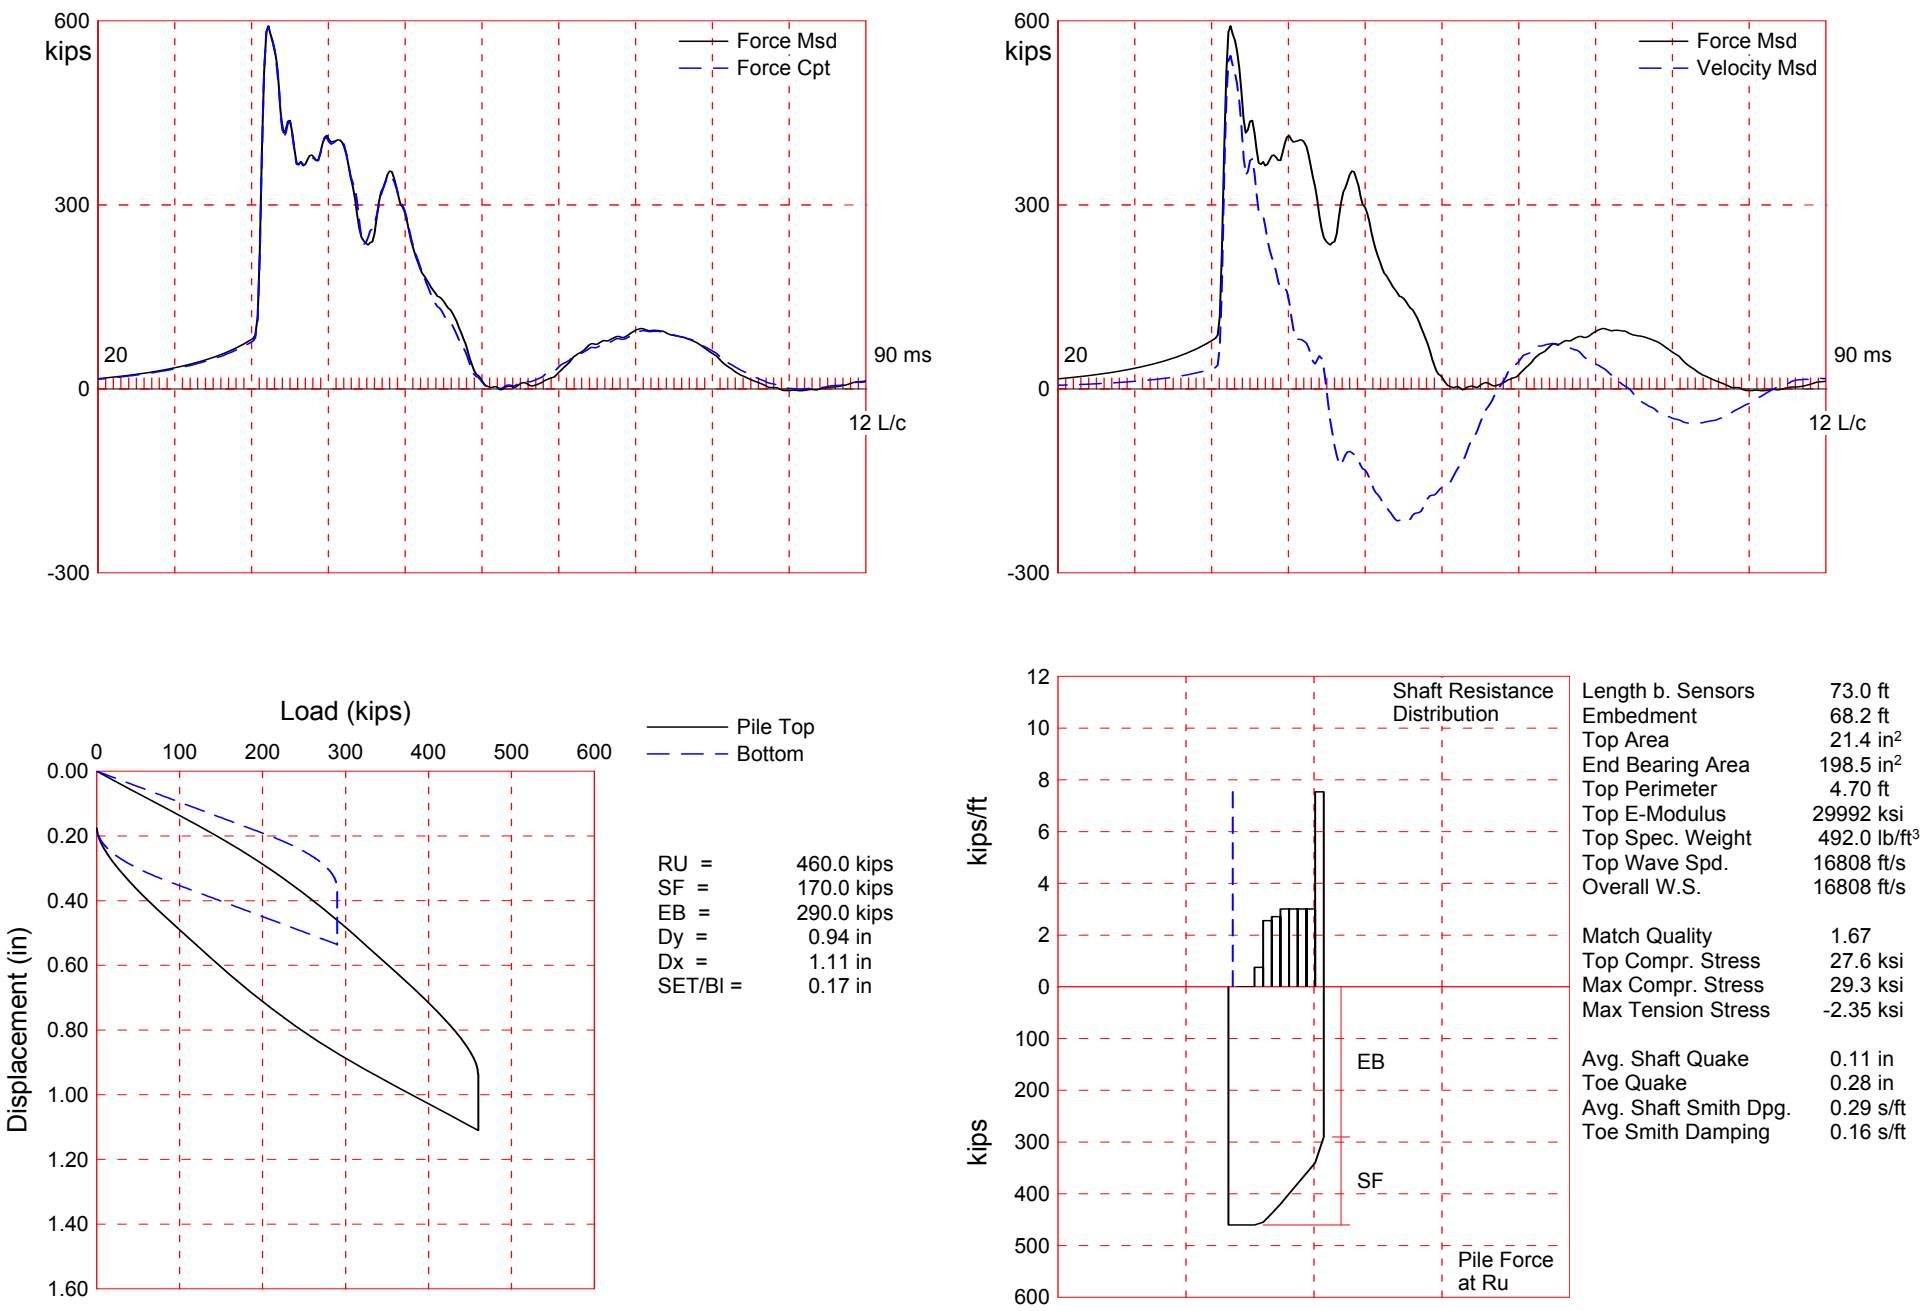 600
kips
300
0
-300
20
90 ms
12 L/c
Force Msd
Force Cpt
600
kips
300
0
-300
20
90 ms
12 L/c
Force Msd
Velocity Msd
Load (kips)
0 100 200 300 400 500 600
0.00
0.20
0.40
0.60
0.80
1.00
1.20
1.40
1.60
Displacement (in)
Pile Top
Bottom
RU = 460.0 kips
SF = 170.0 kips
EB = 290.0 kips
Dy = 0.94 in
Dx = 1.11 in
SET/Bl = 0.17 in
12
10
8
6
4
2
0
100
200
300
400
500
600
kips/ft
kips
Shaft Resistance
Distribution
EB
SF
Pile Force
at Ru
Length b. Sensors 73.0 ft
Embedment 68.2 ft
Top Area 21.4 in²
End Bearing Area 198.5 in²
Top Perimeter 4.70 ft
Top E-Modulus 29992 ksi
Top Spec. Weight 492.0 lb/ft³
Top Wave Spd. 16808 ft/s
Overall W.S. 16808 ft/s
Match Quality 1.67
Top Compr. Stress 27.6 ksi
Max Compr. Stress 29.3 ksi
Max Tension Stress -2.35 ksi
Avg. Shaft Quake 0.11 in
Toe Quake 0.28 in
Avg. Shaft Smith Dpg. 0.29 s/ft
Toe Smith Damping 0.16 s/ft